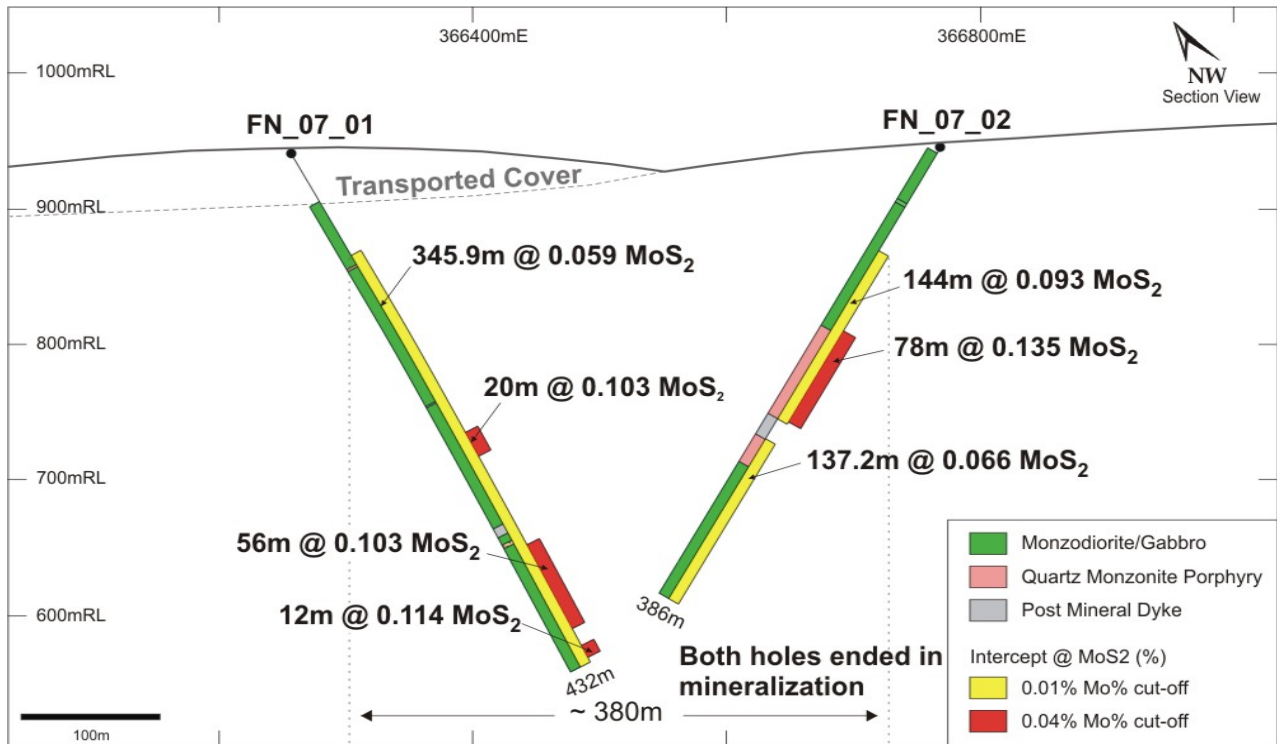 366400mE
366800mE
1000mRL
NW
Section View
FN_07_01
FN_07_02
Transported Cover
900mRL
345.9m @ 0.059 MoS₂
144m @ 0.093 MoS₂
800mRL
78m @ 0.135 MoS₂
20m @ 0.103 MoS₂
700mRL
137.2m @ 0.066 MoS₂
56m @ 0.103 MoS₂
600mRL
12m @ 0.114 MoS₂
386m
432m
Both holes ended in
mineralization
~ 380m
100m
Monzodiorite/Gabbro
Quartz Monzonite Porphyry
Post Mineral Dyke
Intercept @ MoS2 (%)
0.01% Mo% cut-off
0.04% Mo% cut-off